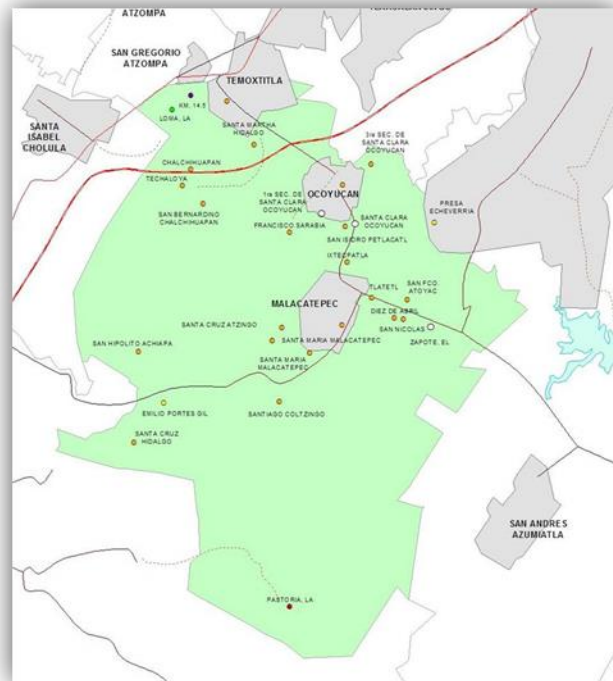 ATZOMPA
SAN GREGORIO
ATZOMPA
TEMOXTITLA
KM. 14.5
LOMA, LA
SANTA MARTHA
HIDALGO
SANTA
ISABEL
CHOLULA
3ra SEC. DE
SANTA CLARA
OCOYUCAN
CHALCHIHUAPAN
TECHALOYA
1ra SEC. DE
SANTA CLARA
OCOYUCAN
OCOYUCAN
PRESA
ECHEVERRIA
SAN BERNARDINO
CHALCHIHUAPAN
SANTA CLARA
OCOYUCAN
FRANCISCO SARABIA
SAN ISIDRO PETLACATL
IXTECPATLA
TLATETL
SAN FCO.
ATOYAC
MALACATEPEC
DIEZ DE ABRIL
SANTA CRUZ ATZINGO
SAN NICOLAS
SAN HIPOLITO ACHIAPA
SANTA MARIA MALACATEPEC
ZAPOTE, EL
SANTA MARIA
MALACATEPEC
EMILIO PORTES GIL
SANTIAGO COLTZINGO
SANTA CRUZ
HIDALGO
SAN ANDRES
AZUMIATLA
PASTORIA, LA